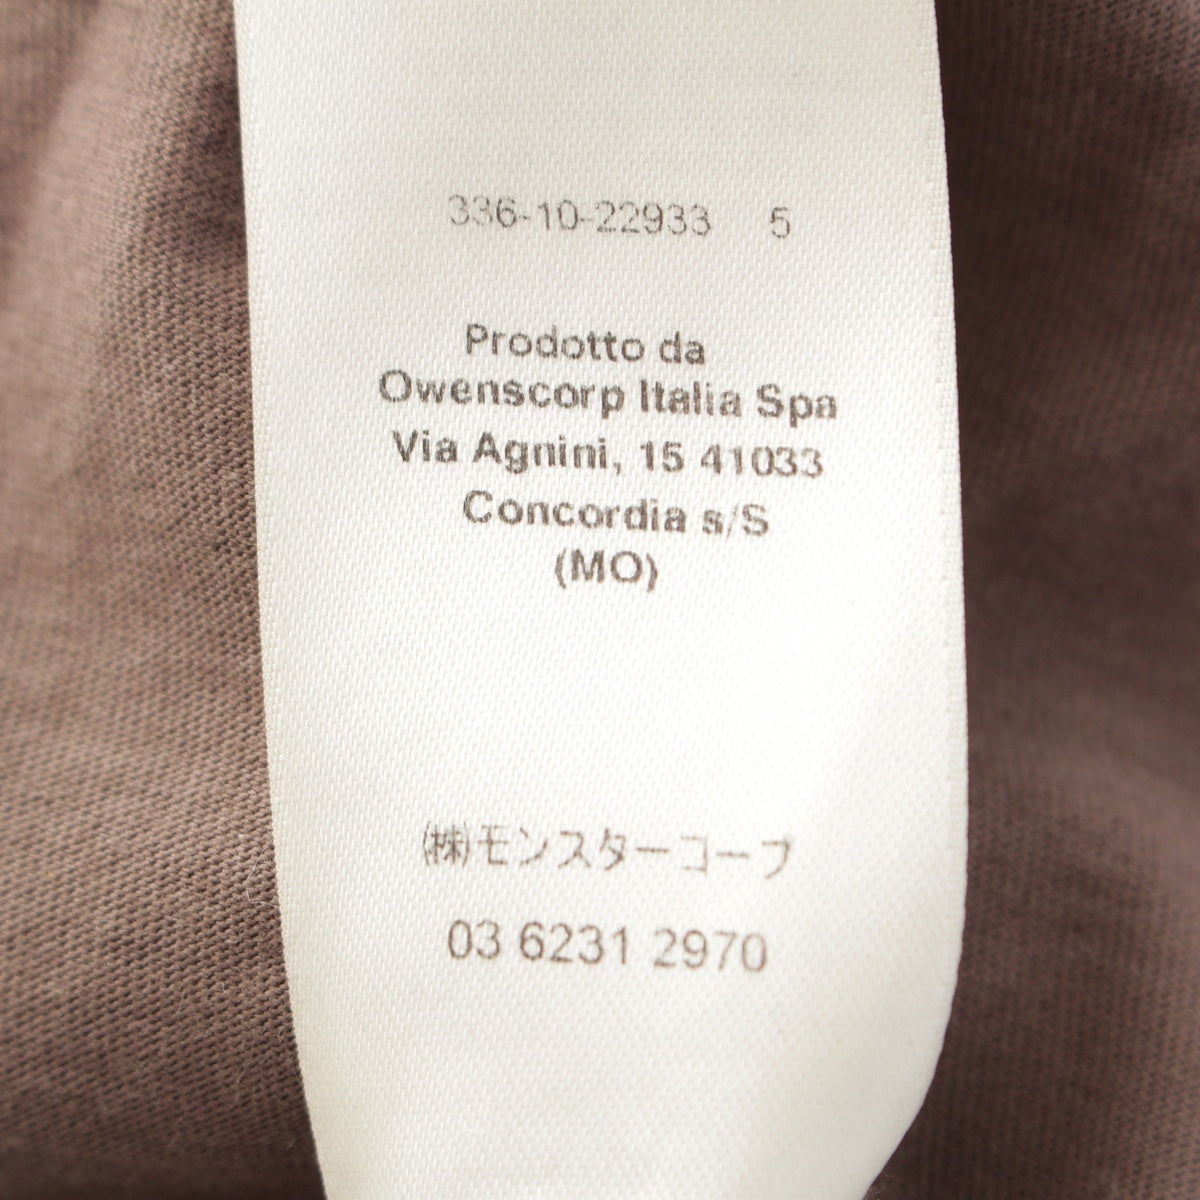 336-10-22933 5
Prodotto da
Owenscorp Italia Spa
Via Agnini, 15 41033
Concordia s/S
(MO)
㈱モンスターコープ
03 6231 2970